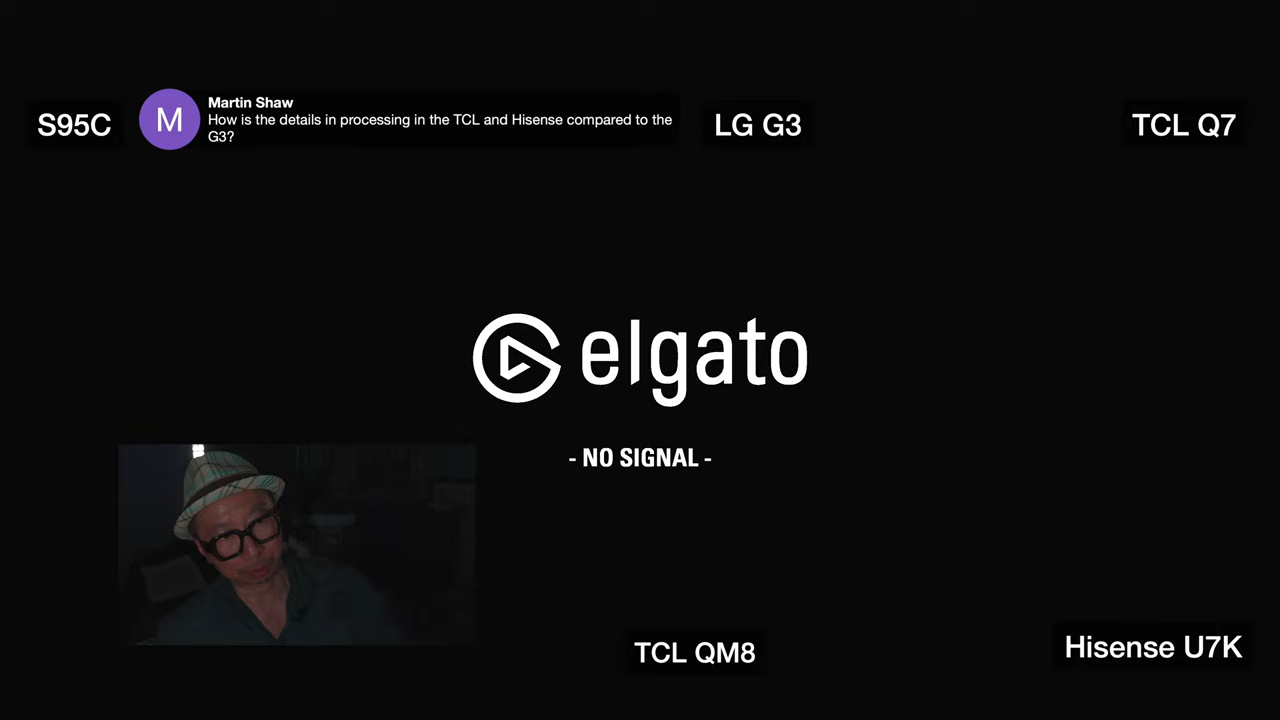 S95C
M
Martin Shaw
How is the details in processing in the TCL and Hisense compared to the
G3?
LG G3
TCL Q7
elgato
- NO SIGNAL -
TCL QM8
Hisense U7K